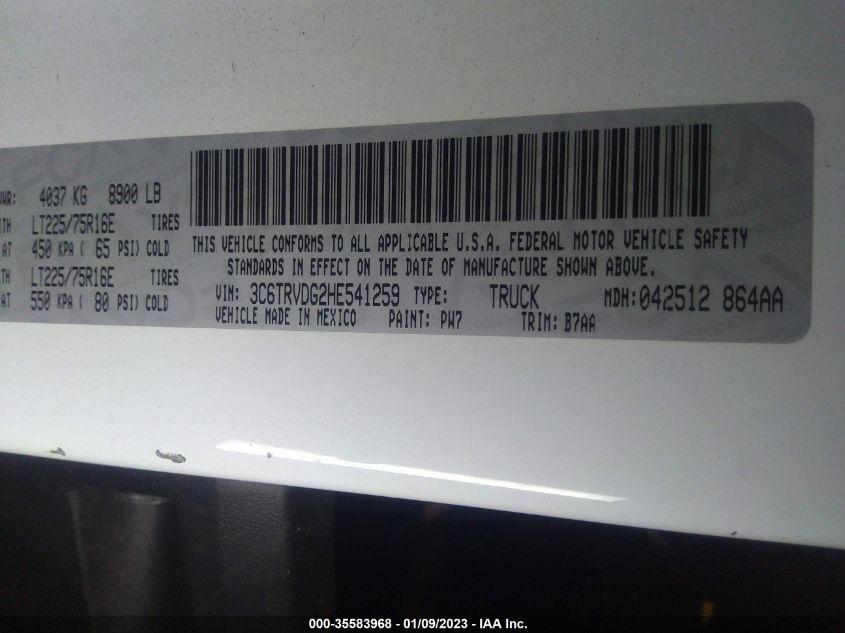 VWR: 4037 KG 8900 LB
TH LT225/75R16E TIRES
AT 450 KPA ( 65 PSI) COLD
TH LT225/75R16E TIRES
AT 550 KPA ( 80 PSI) COLD
THIS VEHICLE CONFORMS TO ALL APPLICABLE U.S.A. FEDERAL MOTOR VEHICLE SAFETY
STANDARDS IN EFFECT ON THE DATE OF MANUFACTURE SHOWN ABOVE.
VIN: 3C6TRVDG2HE541259 TYPE: TRUCK MDH: 042512 864AA
VEHICLE MADE IN MEXICO PAINT: PW7 TRIM: B7AA
000-35583968 - 01/09/2023 - IAA Inc.